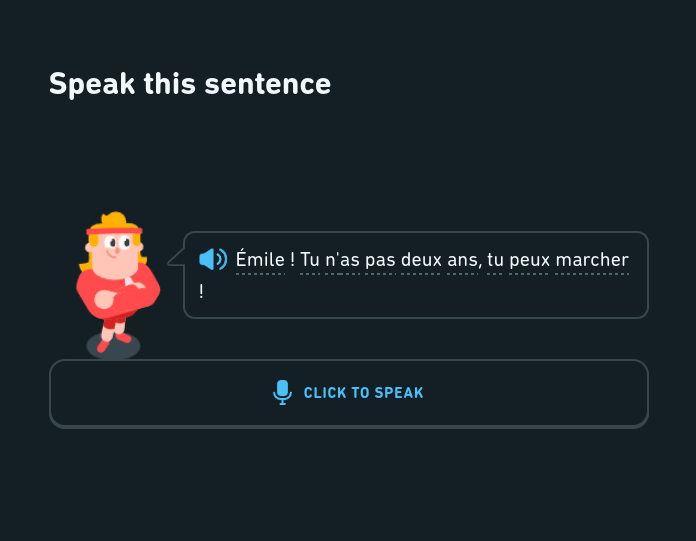 Speak this sentence
Émile ! Tu n'as pas deux ans, tu peux marcher
!
CLICK TO SPEAK